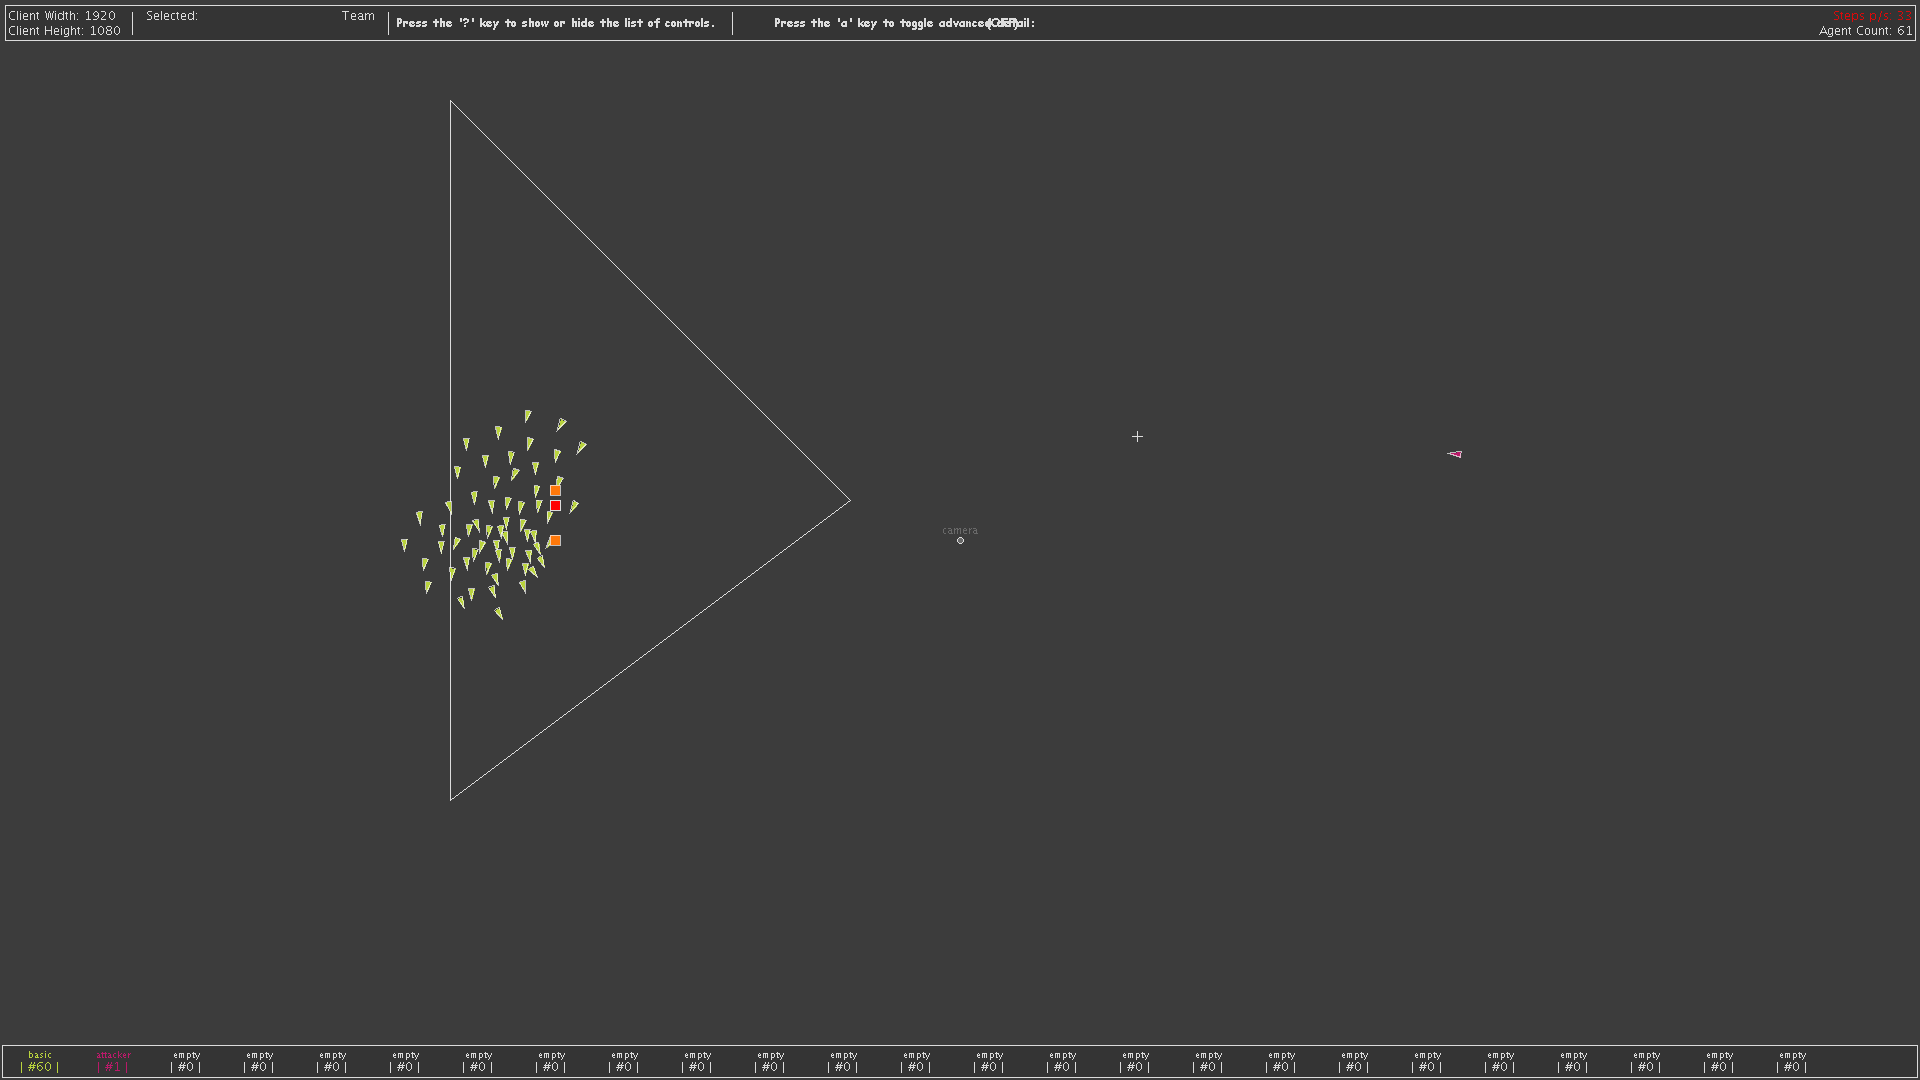 Client Width: 1920
Client Height: 1080
Selected:
Team
Press the '?' key to show or hide the list of controls.
Press the 'a' key to toggle advanced detail:
(OFF)
Steps p/s: 33
Agent Count: 61
camera
basic attacker empty empty empty empty empty empty empty empty empty empty empty empty empty empty empty empty empty empty empty empty empty empty empty
| #60 | | #1 | | #0 | | #0 | | #0 | | #0 | | #0 | | #0 | | #0 | | #0 | | #0 | | #0 | | #0 | | #0 | | #0 | | #0 | | #0 | | #0 | | #0 | | #0 | | #0 | | #0 | | #0 | | #0 | | #0 |